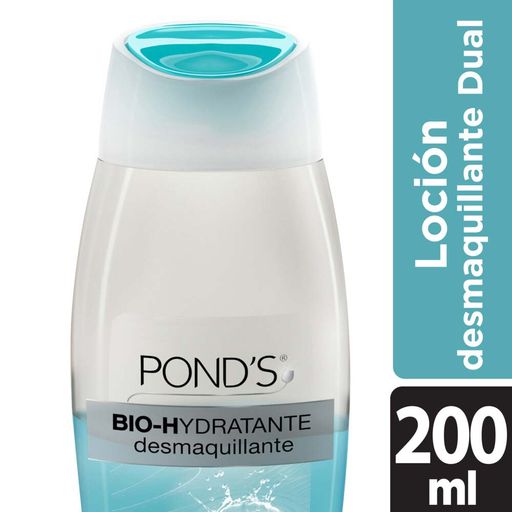 POND'S®
BIO-HYDRATANTE
desmaquillante
Loción
desmaquillante Dual
200
ml